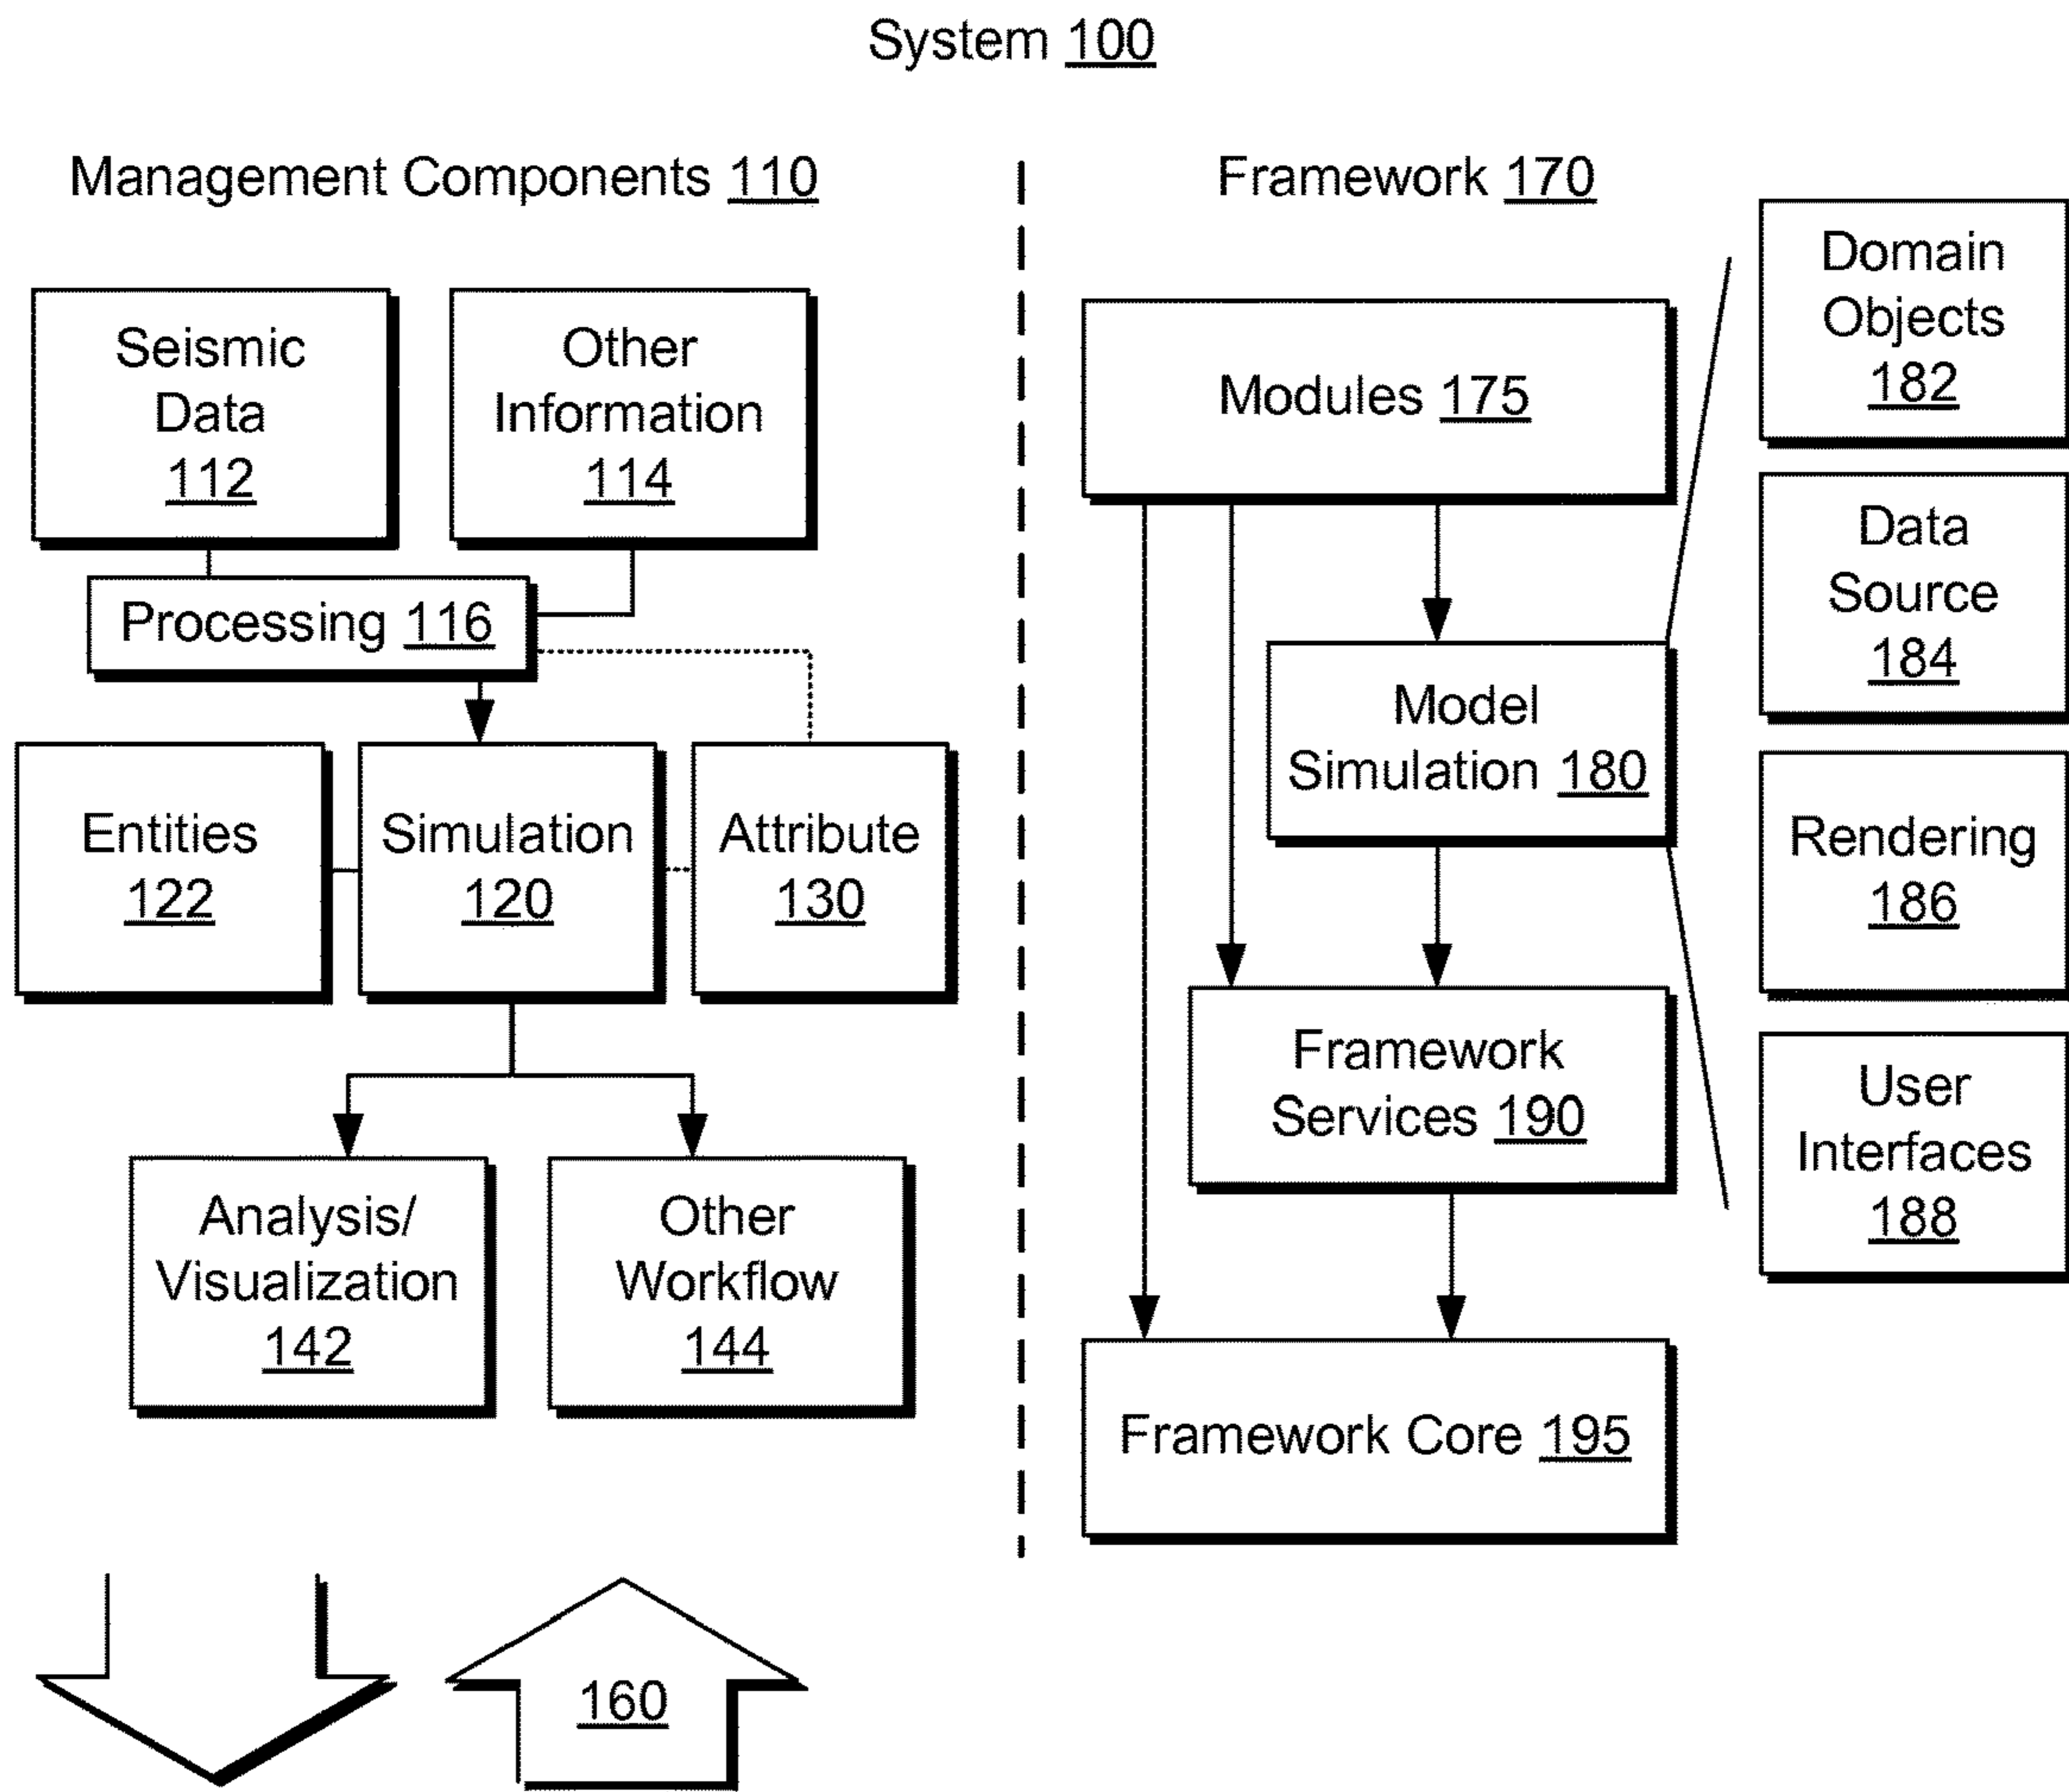 System 100
Management Components 110
Seismic
Data
112
Other
Information
114
Processing 116
Entities
122
Simulation
120
Attribute
130
Analysis/
Visualization
142
Other
Workflow
144
160
Framework 170
Modules 175
Model
Simulation 180
Framework
Services 190
Framework Core 195
Domain
Objects
182
Data
Source
184
Rendering
186
User
Interfaces
188